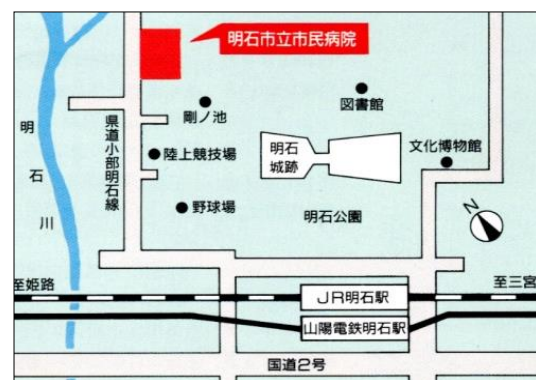 明石市立市民病院
剛ノ池
図書館
明石川
県道小部明石線
陸上競技場
明石
城跡
文化博物館
野球場
明石公園
N
至姫路
JR明石駅
至三宮
山陽電鉄明石駅
国道2号